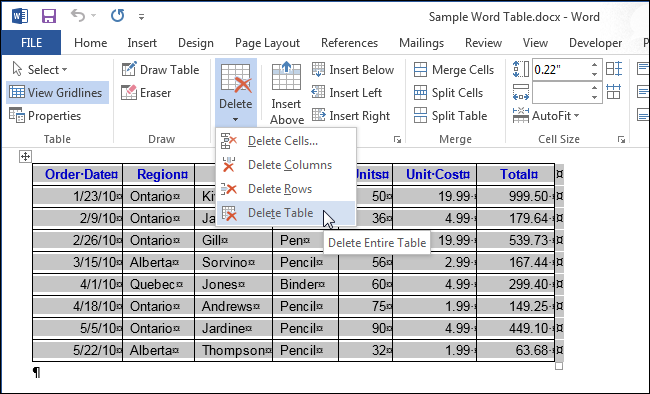 Sample Word Table.docx - Word
FILE Home Insert Design Page Layout References Mailings Review View Developer
Select
View Gridlines
Properties
Table
Draw Table
Eraser
Draw
Delete
Insert Above
Insert Below
Insert Left
Insert Right
Merge Cells
Split Cells
Split Table
Merge
0.22"
AutoFit
Cell Size
Delete Cells...
Delete Columns
Delete Rows
Delete Table
Delete Entire Table
Order·Date¤ Region¤ Units¤ Unit·Cost¤ Total¤ ¤
1/23/10¤ Ontario¤ 50¤ 19.99·¤ 999.50·¤ ¤
2/9/10¤ Ontario¤ 36¤ 4.99·¤ 179.64·¤ ¤
2/26/10¤ Ontario¤ Gill¤ Pen¤ 19.99·¤ 539.73·¤ ¤
3/15/10¤ Alberta¤ Sorvino¤ Pencil¤ 56¤ 2.99·¤ 167.44·¤ ¤
4/1/10¤ Quebec¤ Jones¤ Binder¤ 60¤ 4.99·¤ 299.40·¤ ¤
4/18/10¤ Ontario¤ Andrews¤ Pencil¤ 75¤ 1.99·¤ 149.25·¤ ¤
5/5/10¤ Ontario¤ Jardine¤ Pencil¤ 90¤ 4.99·¤ 449.10·¤ ¤
5/22/10¤ Alberta¤ Thompson¤ Pencil¤ 32¤ 1.99·¤ 63.68·¤ ¤
¶